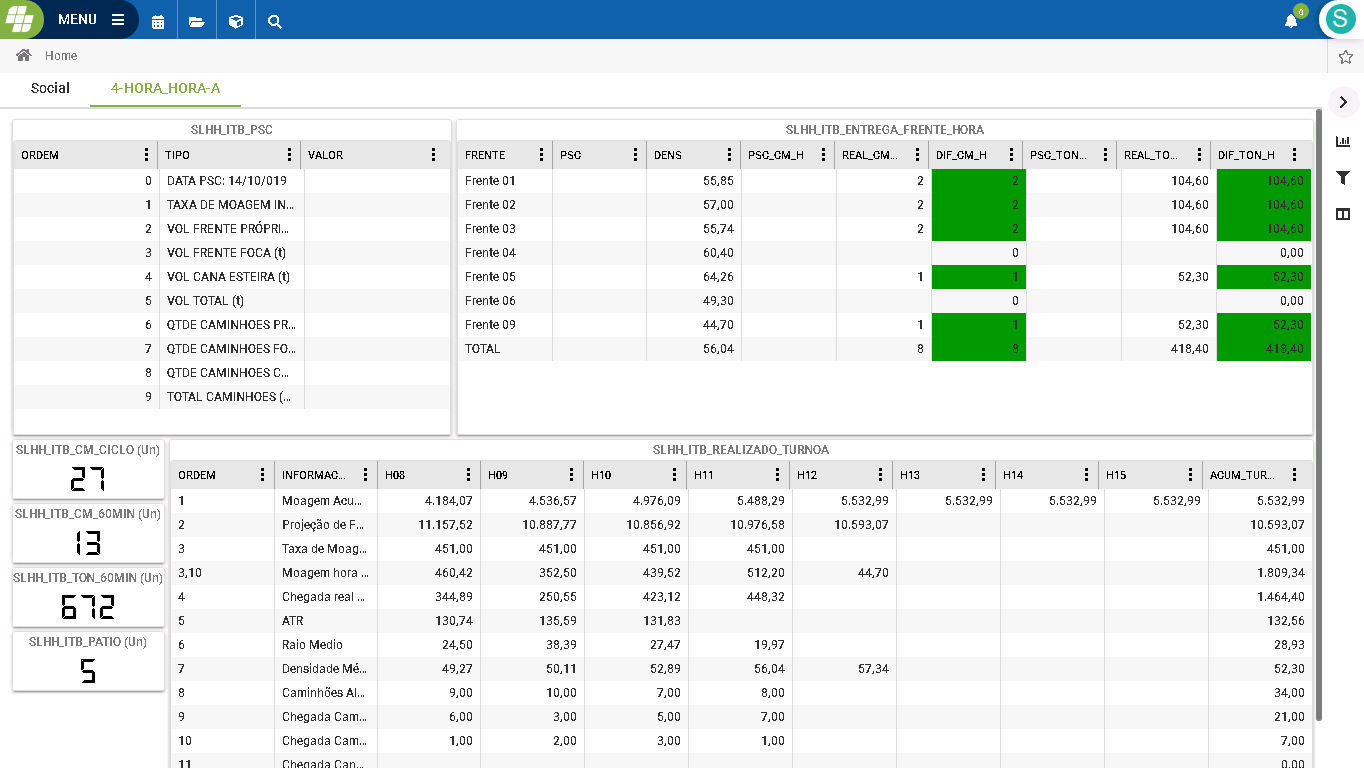 MENU 0 S
Home
Social 4-HORA_HORA-A
SLHH_ITB_PSC
ORDEM TIPO VALOR
0 DATA PSC: 14/10/019
1 TAXA DE MOAGEM IN...
2 VOL FRENTE PRÓPRI...
3 VOL FRENTE FOCA (t)
4 VOL CANA ESTEIRA (t)
5 VOL TOTAL (t)
6 QTDE CAMINHOES PR...
7 QTDE CAMINHOES FO...
8 QTDE CAMINHOES C...
9 TOTAL CAMINHOES (...
SLHH_ITB_ENTREGA_FRENTE_HORA
FRENTE PSC DENS PSC_CM_H REAL_CM... DIF_CM_H PSC_TON... REAL_TO... DIF_TON_H
Frente 01 55,85 2 2 104,60 104,60
Frente 02 57,00 2 2 104,60 104,60
Frente 03 55,74 2 2 104,60 104,60
Frente 04 60,40 0 0,00
Frente 05 64,26 1 1 52,30 52,30
Frente 06 49,30 0 0,00
Frente 09 44,70 1 1 52,30 52,30
TOTAL 56,04 8 8 418,40 418,40
SLHH_ITB_CM_CICLO (Un)
27
SLHH_ITB_CM_60MIN (Un)
13
SLHH_ITB_TON_60MIN (Un)
672
SLHH_ITB_PATIO (Un)
5
SLHH_ITB_REALIZADO_TURNOA
ORDEM INFORMAC... H08 H09 H10 H11 H12 H13 H14 H15 ACUM_TUR...
1 Moagem Acu... 4.184,07 4.536,57 4.976,09 5.488,29 5.532,99 5.532,99 5.532,99 5.532,99 5.532,99
2 Projeção de F... 11.157,52 10.887,77 10.856,92 10.976,58 10.593,07 10.593,07
3 Taxa de Moag... 451,00 451,00 451,00 451,00 451,00
3,10 Moagem hora ... 460,42 352,50 439,52 512,20 44,70 1.809,34
4 Chegada real ... 344,89 250,55 423,12 448,32 1.464,40
5 ATR 130,74 135,59 131,83 132,56
6 Raio Medio 24,50 38,39 27,47 19,97 28,93
7 Densidade Mé... 49,27 50,11 52,89 56,04 57,34 52,30
8 Caminhões Al... 9,00 10,00 7,00 8,00 34,00
9 Chegada Cam... 6,00 3,00 5,00 7,00 21,00
10 Chegada Cam... 1,00 2,00 3,00 1,00 7,00
11 Chegada Can... 0,00